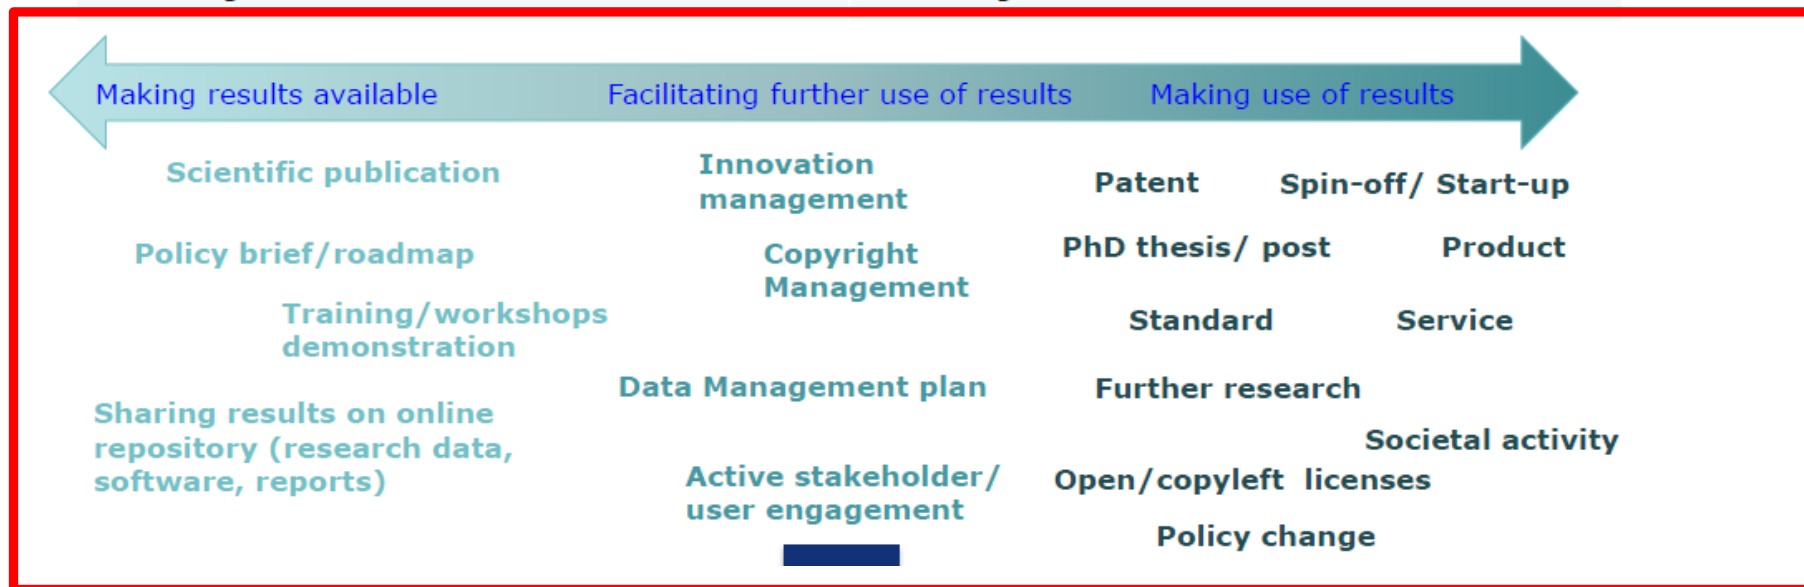 Making results available
Facilitating further use of results
Making use of results
Scientific publication
Policy brief/roadmap
Training/workshops
demonstration
Sharing results on online
repository (research data,
software, reports)
Innovation
management
Copyright
Management
Data Management plan
Active stakeholder/
user engagement
Patent
Spin-off/ Start-up
PhD thesis/ post
Product
Standard
Service
Further research
Societal activity
Open/copyleft licenses
Policy change